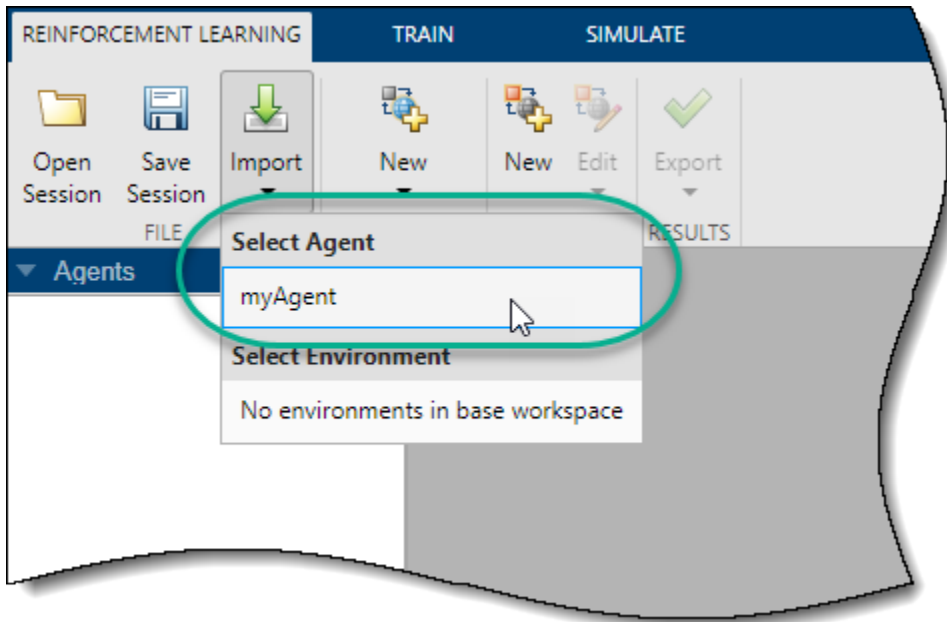 REINFORCEMENT LEARNING TRAIN SIMULATE
Open Session
Save Session
Import
New
New
Edit
Export
FILE
RESULTS
Select Agent
myAgent
Select Environment
No environments in base workspace
Agents